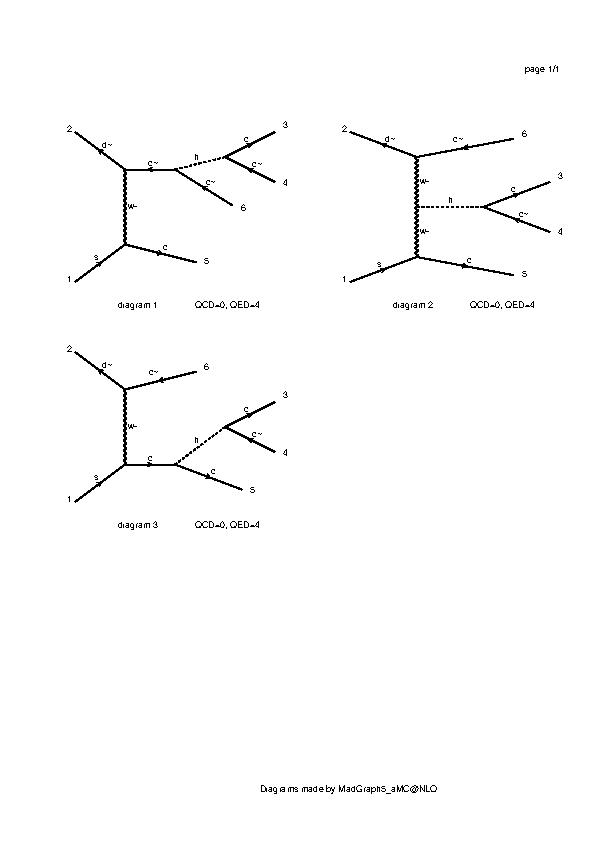 page 1/1
2
d~
c~
h
c
3
c~
4
c~
6
w-
s
c
5
1
diagram 1 QCD=0, QED=4
2
d~
c~
6
w-
h
c
3
c~
4
w-
s
c
5
1
diagram 2 QCD=0, QED=4
2
d~
c~
6
w-
h
c
3
c~
4
s
c
c
5
1
diagram 3 QCD=0, QED=4
Diagrams made by MadGraph5_aMC@NLO